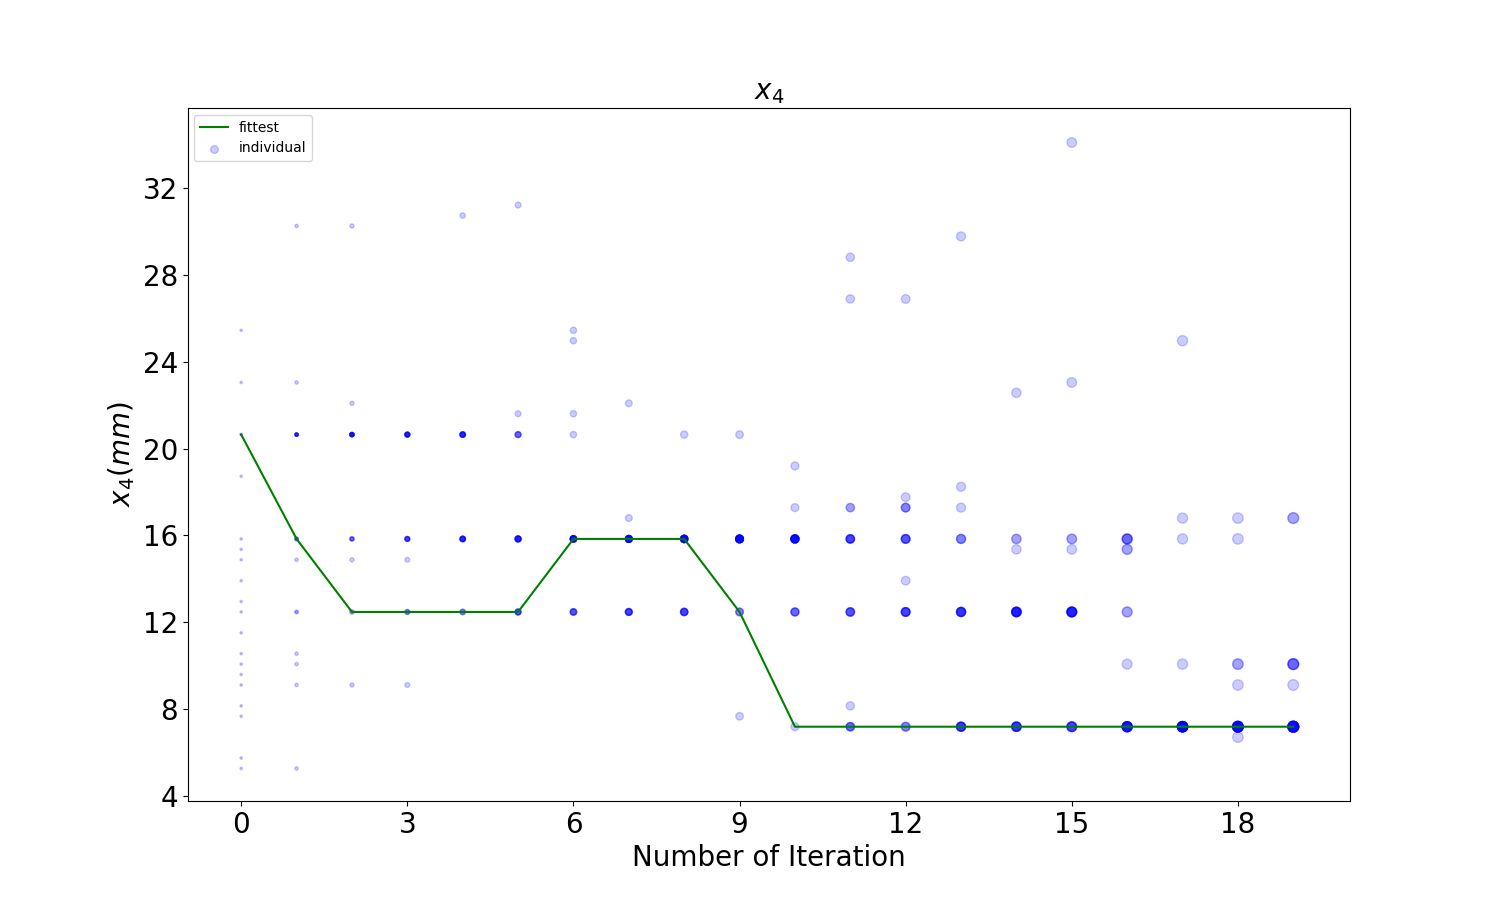 x₄
fittest
individual
32
28
24
20
16
12
8
4
x₄(mm)
0 3 6 9 12 15 18
Number of Iteration